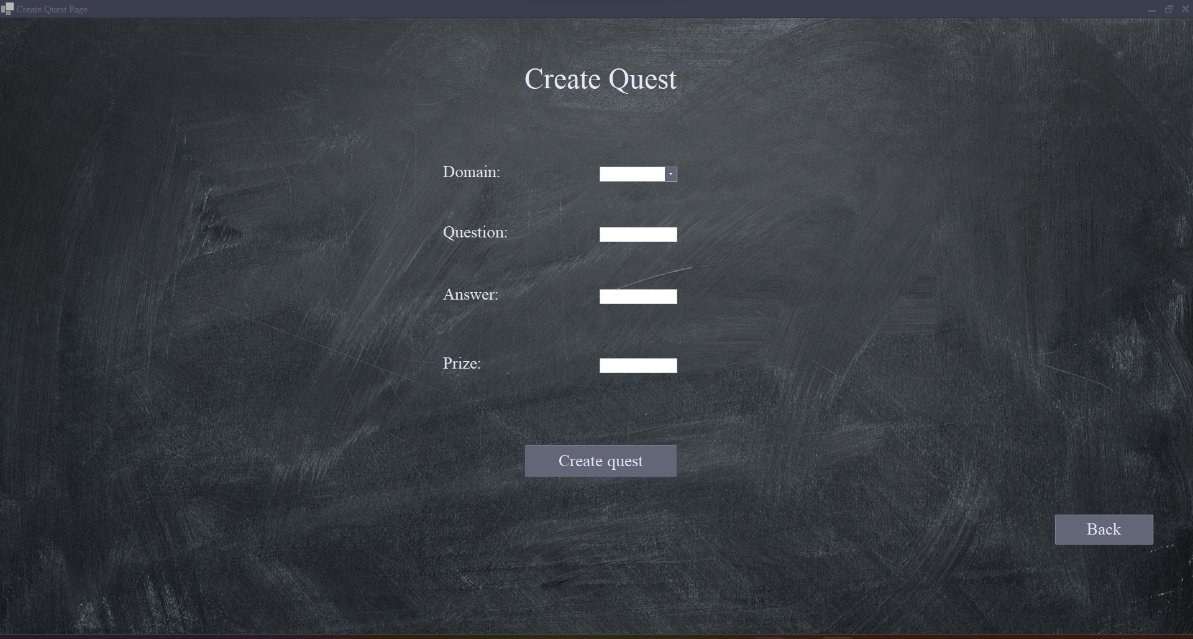 Create Quest Page
Create Quest
Domain:
Question:
Answer:
Prize:
Create quest
Back